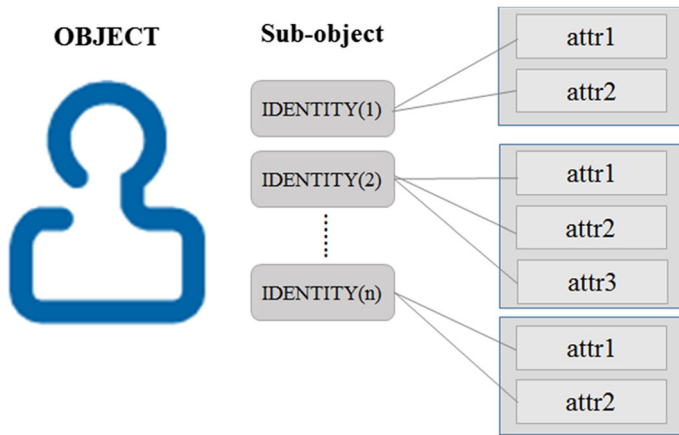 OBJECT
Sub-object
IDENTITY(1)
IDENTITY(2)
IDENTITY(n)
attr1
attr2
attr1
attr2
attr3
attr1
attr2